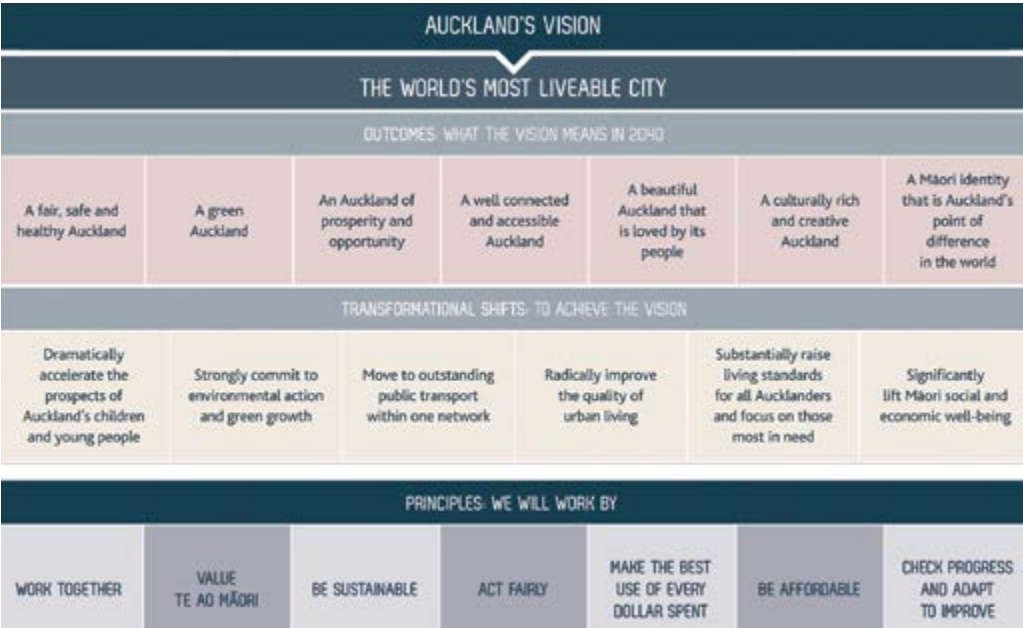 AUCKLAND'S VISION
THE WORLD'S MOST LIVEABLE CITY
OUTCOMES: WHAT THE VISION MEANS IN 2040
A fair, safe and
healthy Auckland
A green
Auckland
An Auckland of
prosperity and
opportunity
A well connected
and accessible
Auckland
A beautiful
Auckland that
is loved by its
people
A culturally rich
and creative
Auckland
A Māori identity
that is Auckland's
point of
difference
in the world
TRANSFORMATIONAL SHIFTS: TO ACHIEVE THE VISION
Dramatically
accelerate the
prospects of
Auckland's children
and young people
Strongly commit to
environmental action
and green growth
Move to outstanding
public transport
within one network
Radically improve
the quality of
urban living
Substantially raise
living standards
for all Aucklanders
and focus on those
most in need
Significantly
lift Māori social and
economic well-being
PRINCIPLES: WE WILL WORK BY
WORK TOGETHER
VALUE
TE AO MĀORI
BE SUSTAINABLE
ACT FAIRLY
MAKE THE BEST
USE OF EVERY
DOLLAR SPENT
BE AFFORDABLE
CHECK PROGRESS
AND ADAPT
TO IMPROVE